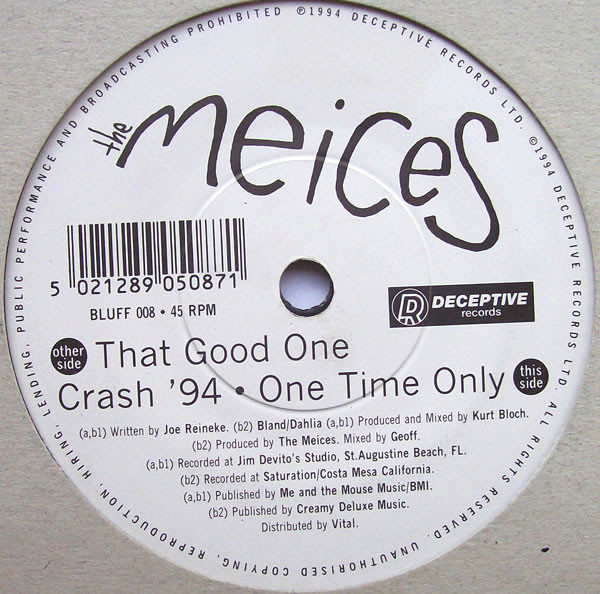 ℗1994 DECEPTIVE RECORDS LTD. ©1994 DECEPTIVE RECORDS LTD. ALL RIGHTS RESERVED. UNAUTHORISED COPYING, REPRODUCTION, HIRING, LENDING, PUBLIC PERFORMANCE AND BROADCASTING PROHIBITED
the meices
5 021289 050871
BLUFF 008 • 45 RPM
DR DECEPTIVE
records
other side That Good One
Crash '94 • One Time Only this side
(a,b1) Written by Joe Reineke. (b2) Bland/Dahlia (a,b1) Produced and Mixed by Kurt Bloch.
(b2) Produced by The Meices. Mixed by Geoff.
(a,b1) Recorded at Jim Devito's Studio, St.Augustine Beach, FL.
(b2) Recorded at Saturation/Costa Mesa California.
(a,b1) Published by Me and the Mouse Music/BMI.
(b2) Published by Creamy Deluxe Music.
Distributed by Vital.